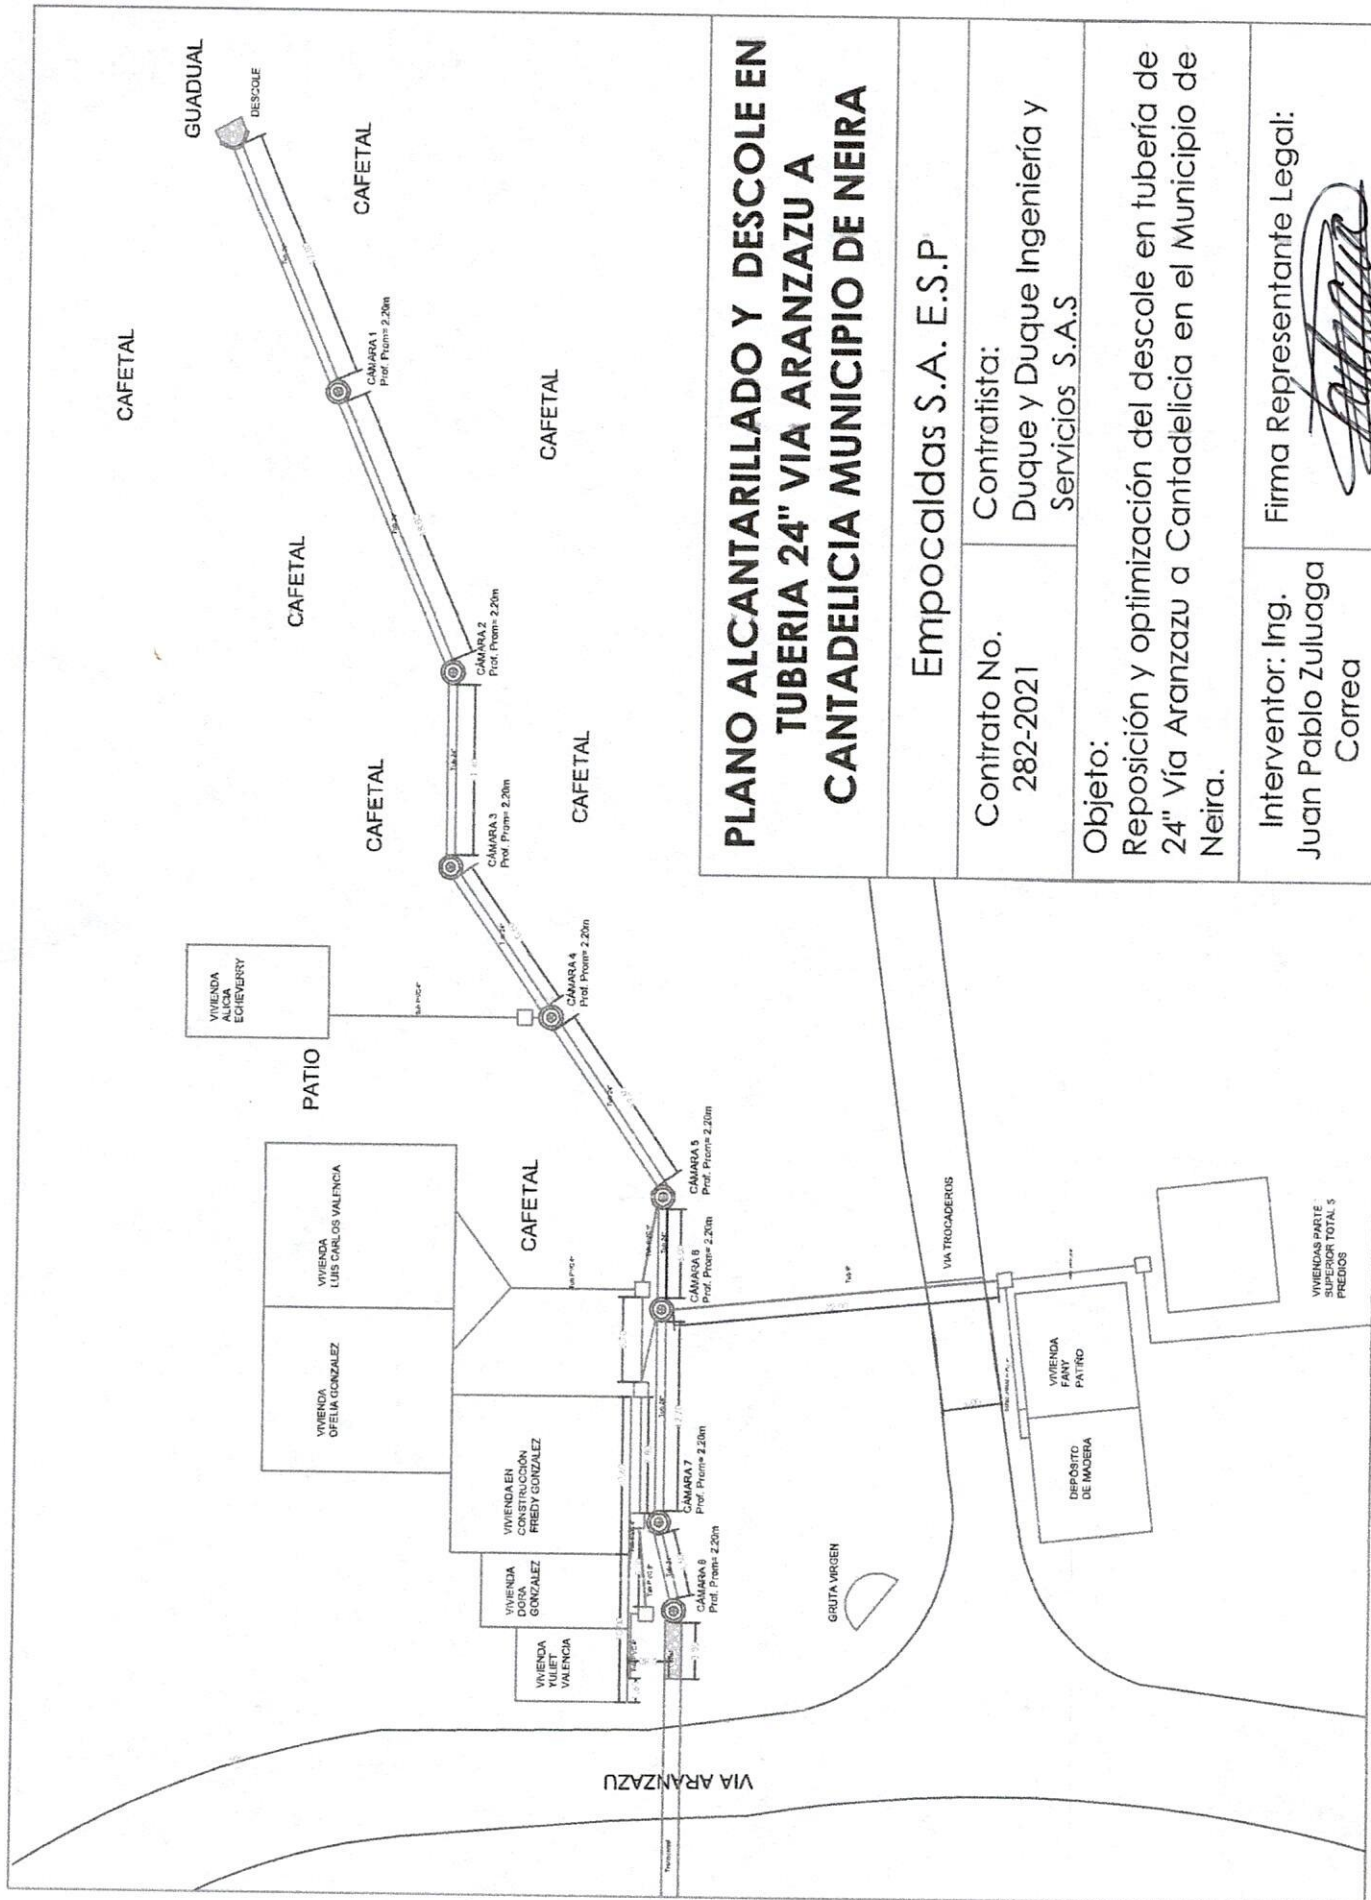 GUADUAL
DESCOLE
CAFETAL
CAFETAL
CÁMARA 1
Prof. Prom= 2.20m
CAFETAL
CAFETAL
CÁMARA 2
Prof. Prom= 2.20m
CAFETAL
CAFETAL
CÁMARA 3
Prof. Prom= 2.20m
VIVIENDA
ALICIA
ECHEVERRY
CÁMARA 4
Prof. Prom= 2.20m
PATIO
VIVIENDA
LUIS CARLOS VALENCIA
CAFETAL
CÁMARA 5
Prof. Prom= 2.20m
VIVIENDA
OFELIA GONZALEZ
CÁMARA 6
Prof. Prom= 2.20m
VIVIENDA EN
CONSTRUCCIÓN
FREDY GONZALEZ
CÁMARA 7
Prof. Prom= 2.20m
VIVIENDA
DORA
GONZALEZ
CÁMARA 8
Prof. Prom= 2.20m
VIVIENDA
YULIET
VALENCIA
GRUTA VIRGEN
VIA TROCADEROS
VIVIENDA
FANY
PATIÑO
DEPÓSITO
DE MADERA
VIVIENDAS PARTE
SUPERIOR TOTAL 5
PREDIOS
VIA ARANZAZU
PLANO ALCANTARILLADO Y DESCOLE EN
TUBERIA 24" VIA ARANZAZU A
CANTADELICIA MUNICIPIO DE NEIRA
Empocaldas S.A. E.S.P
Contrato No.
282-2021
Contratista:
Duque y Duque Ingeniería y
Servicios S.A.S
Objeto:
Reposición y optimización del descole en tubería de
24" Vía Aranzazu a Cantadelicia en el Municipio de
Neira.
Interventor: Ing.
Juan Pablo Zuluaga
Correa
Firma Representante Legal: